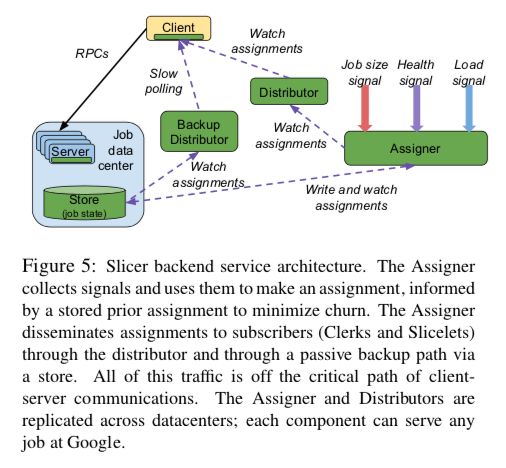 Client
Watch
assignments
RPCs
Slow
polling
Job size
signal
Health
signal
Load
signal
Distributor
Backup
Distributor
Job
data
center
Server
Watch
assignments
Assigner
Watch
assignments
Store
(job state)
Write and watch
assignments
Figure 5: Slicer backend service architecture. The Assigner
collects signals and uses them to make an assignment, informed
by a stored prior assignment to minimize churn. The Assigner
disseminates assignments to subscribers (Clerks and Slicelets)
through the distributor and through a passive backup path via
a store. All of this traffic is off the critical path of client-
server communications. The Assigner and Distributors are
replicated across datacenters; each component can serve any
job at Google.